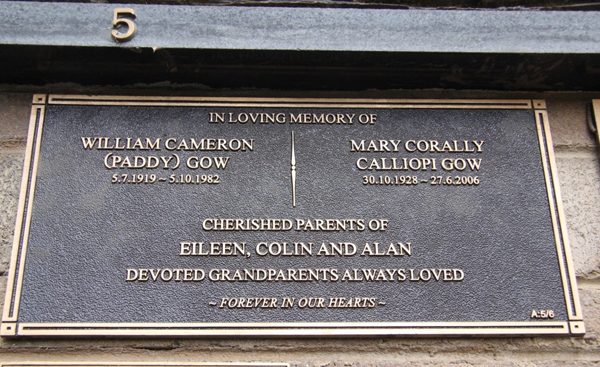 5
IN LOVING MEMORY OF
WILLIAM CAMERON
(PADDY) GOW
5.7.1919 ~ 5.10.1982
MARY CORALLY
CALLIOPI GOW
30.10.1928 ~ 27.6.2006
CHERISHED PARENTS OF
EILEEN, COLIN AND ALAN
DEVOTED GRANDPARENTS ALWAYS LOVED
~ FOREVER IN OUR HEARTS ~
A:5/6